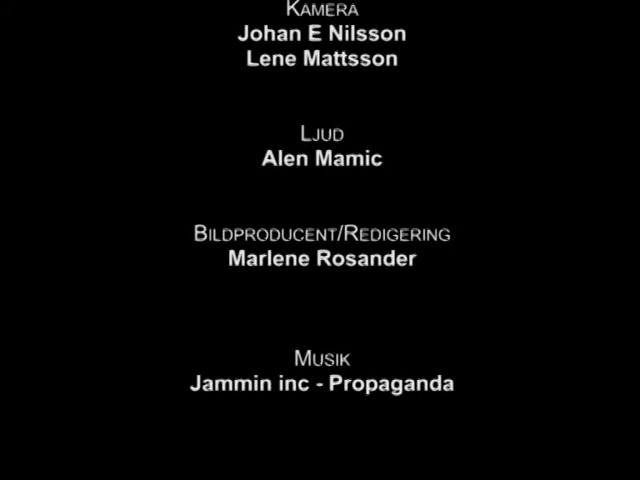 KAMERA
Johan E Nilsson
Lene Mattsson
LJUD
Alen Mamic
BILDPRODUCENT/REDIGERING
Marlene Rosander
MUSIK
Jammin inc - Propaganda